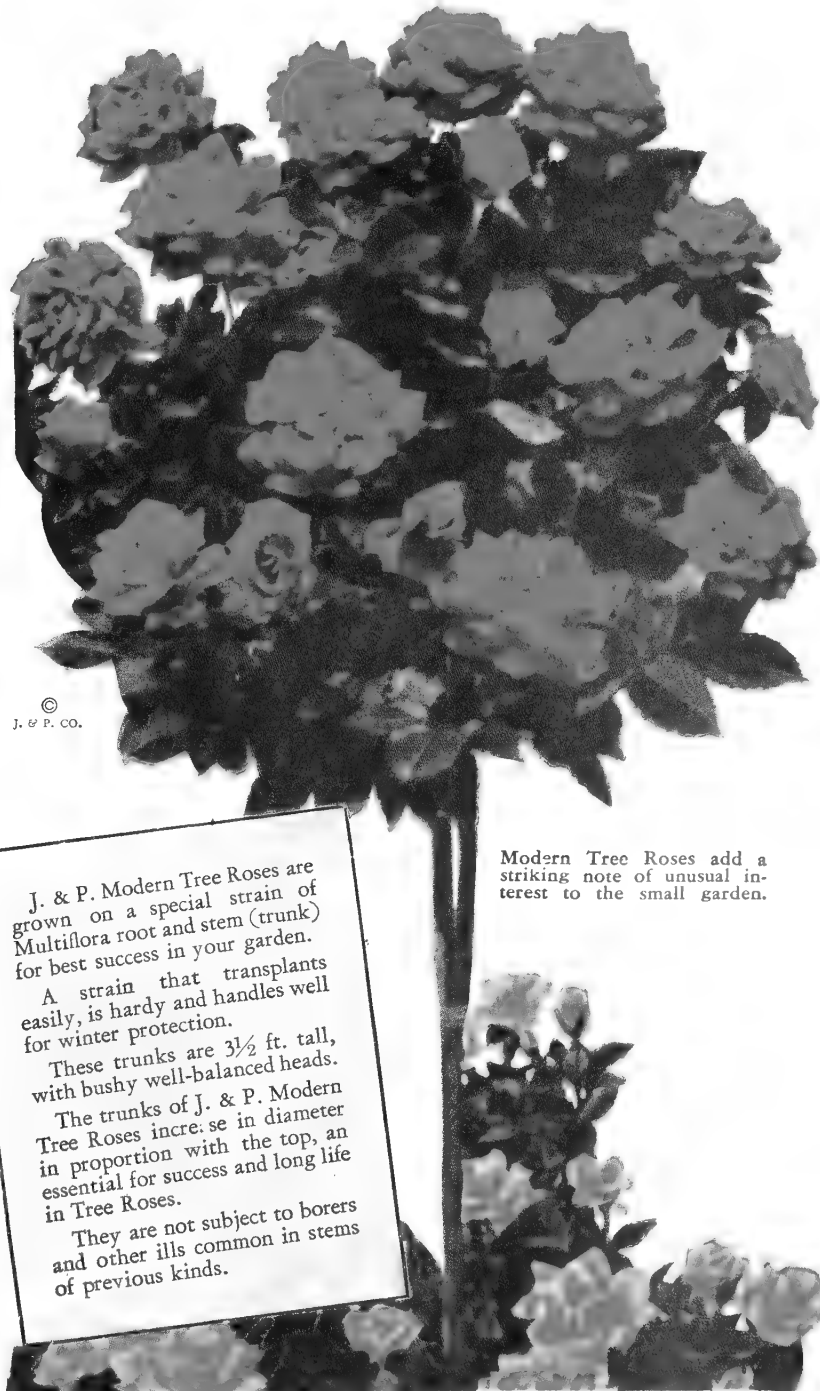 ©
J. & P. CO.
Modern Tree Roses add a
striking note of unusual in-
terest to the small garden.
J. & P. Modern Tree Roses are
grown on a special strain of
Multiflora root and stem (trunk)
for best success in your garden.
A strain that transplants
easily, is hardy and handles well
for winter protection.
These trunks are 3½ ft. tall,
with bushy well-balanced heads.
The trunks of J. & P. Modern
Tree Roses incre:se in diameter
in proportion with the top, an
essential for success and long life
in Tree Roses.
They are not subject to borers
and other ills common in stems
of previous kinds.